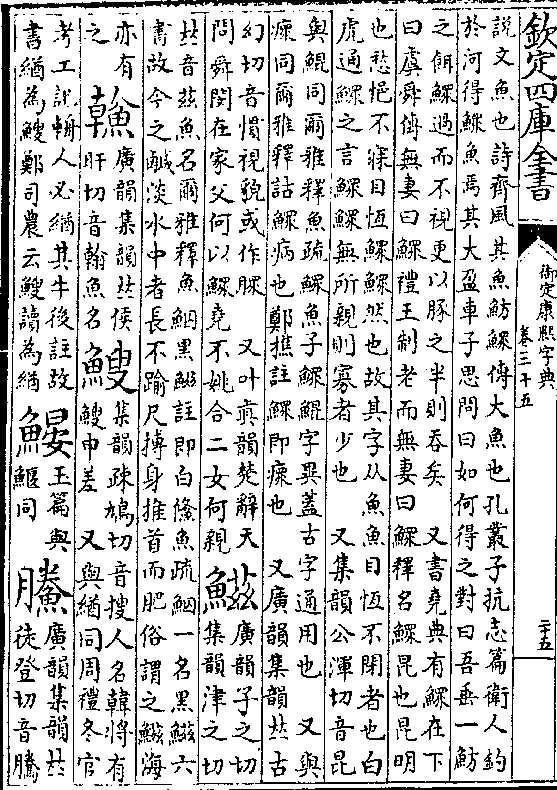 欽定四庫全書
御定康熙字典
卷三十五
二十五
説文魚也詩齊風其魚魴鰥傳大魚也孔叢子抗志篇衛人釣
於河得鰥魚焉其大盈車子思問曰如何得之對曰吾垂一魴
之餌鰥過而不視更以豚之半則吞矣 又書堯典有鰥在下
曰虞舜傳無妻曰鰥禮王制老而無妻曰鰥釋名鰥昆也昆明
也愁悒不寐目恆鰥鰥然也故其字从魚魚目恆不閉者也白
虎通鰥之言鰥鰥無所親則寡者少也 又集韻公渾切音昆
與鯤同爾雅釋魚疏鰥魚子鰥鯤字異蓋古字通用也 又與
瘝同爾雅釋詁鰥病也鄭樵註鰥即瘝也 又廣韻集韻𠀤古
幻切音慣視貌或作䁚 又叶眞韻楚辭天
問舜閔在家父何以鰥堯不姚合二女何親
鰦
廣韻子之切
集韻津之切
𠀤音兹魚名爾雅釋魚鮂黑鰦註即白鯈魚疏鮂一名黑鰦六
書故今之鹹淡水中者長不踰尺摶身推首而肥俗謂之鰦海
亦有
之
鶾
廣韻集韻𠀤侯
旰切音翰魚名
鯁
集韻疎鳩切音搜人名韓將有
鯁申差 又與緧同周禮冬官
考工記輈人必緧其牛後註故
書緧為鰽鄭司農云鰽讀為緧
鰋
玉篇與
鰸同
䲢
廣韻集韻𠀤
徒登切音騰